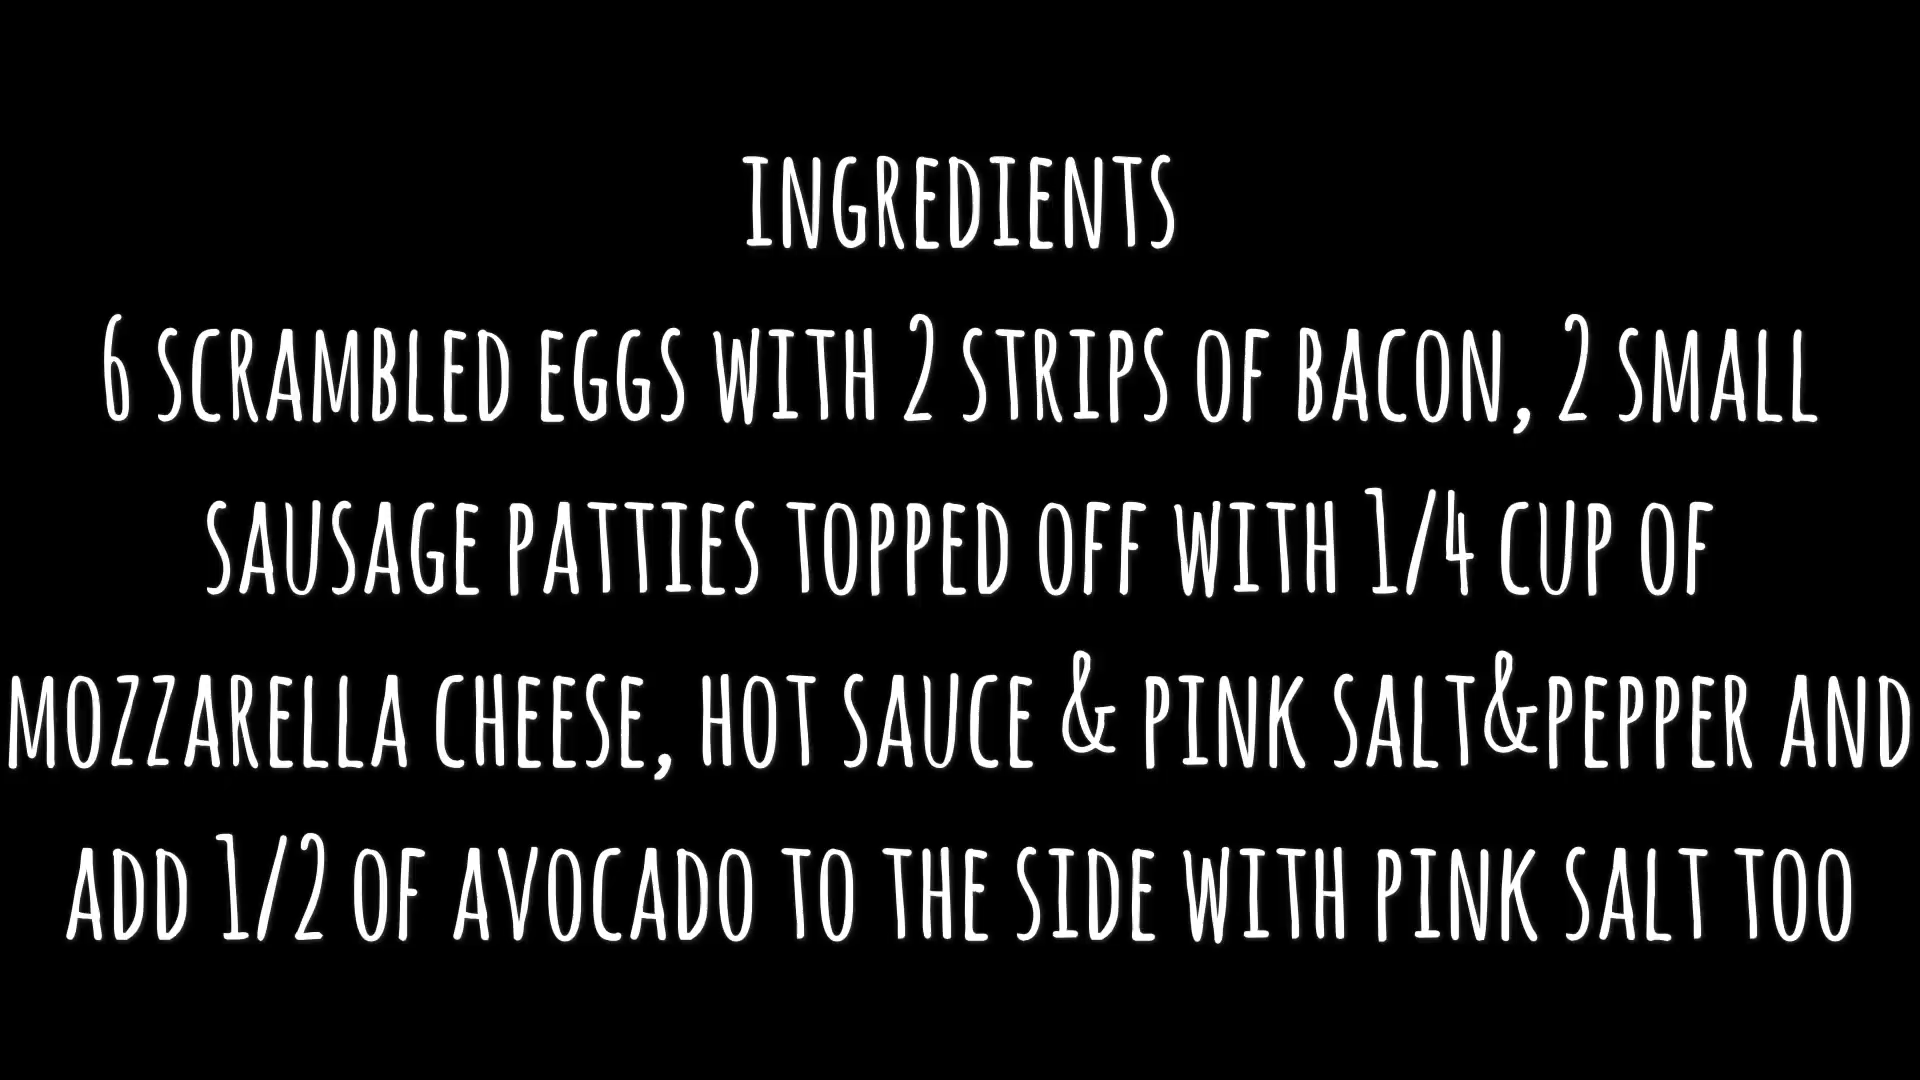 INGREDIENTS
6 SCRAMBLED EGGS WITH 2 STRIPS OF BACON, 2 SMALL
SAUSAGE PATTIES TOPPED OFF WITH 1/4 CUP OF
MOZZARELLA CHEESE, HOT SAUCE & PINK SALT&PEPPER AND
ADD 1/2 OF AVOCADO TO THE SIDE WITH PINK SALT TOO